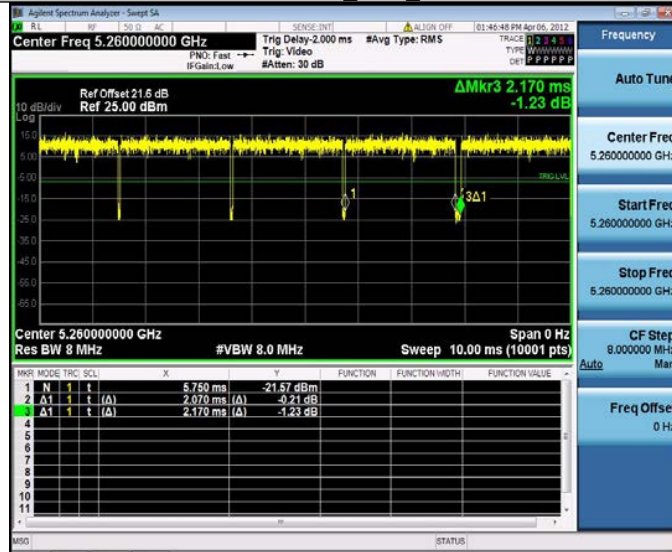 Agilent Spectrum Analyzer - Swept SA
RL RF 50 Ω AC SENSE:INT ALIGN OFF 01:46:48 PM Apr 06, 2012
Center Freq 5.260000000 GHz
PNO: Fast
IFGain:Low
Trig Delay-2.000 ms
Trig: Video
#Atten: 30 dB
#Avg Type: RMS
TRACE 1 2 3 4 5 6
TYPE
DET P P P P P P
Ref Offset 21.6 dB
10 dB/div Ref 25.00 dBm
Log
ΔMkr3 2.170 ms
-1.23 dB
15.0
5.00
-5.00
-15.0
-25.0
-35.0
-45.0
-55.0
-65.0
TRIG LVL
1
3Δ1
Center 5.260000000 GHz Span 0 Hz
Res BW 8 MHz #VBW 8.0 MHz Sweep 10.00 ms (10001 pts)
MKR MODE TRC SCL X Y FUNCTION FUNCTION WIDTH FUNCTION VALUE
1 N 1 t 5.750 ms -21.57 dBm
2 Δ1 1 t (Δ) 2.070 ms (Δ) -0.21 dB
3 Δ1 1 t (Δ) 2.170 ms (Δ) -1.23 dB
4
5
6
7
8
9
10
11
MSG STATUS
Frequency
Auto Tune
Center Freq
5.260000000 GHz
Start Freq
5.260000000 GHz
Stop Freq
5.260000000 GHz
CF Step
8.000000 MHz
Auto Man
Freq Offset
0 Hz